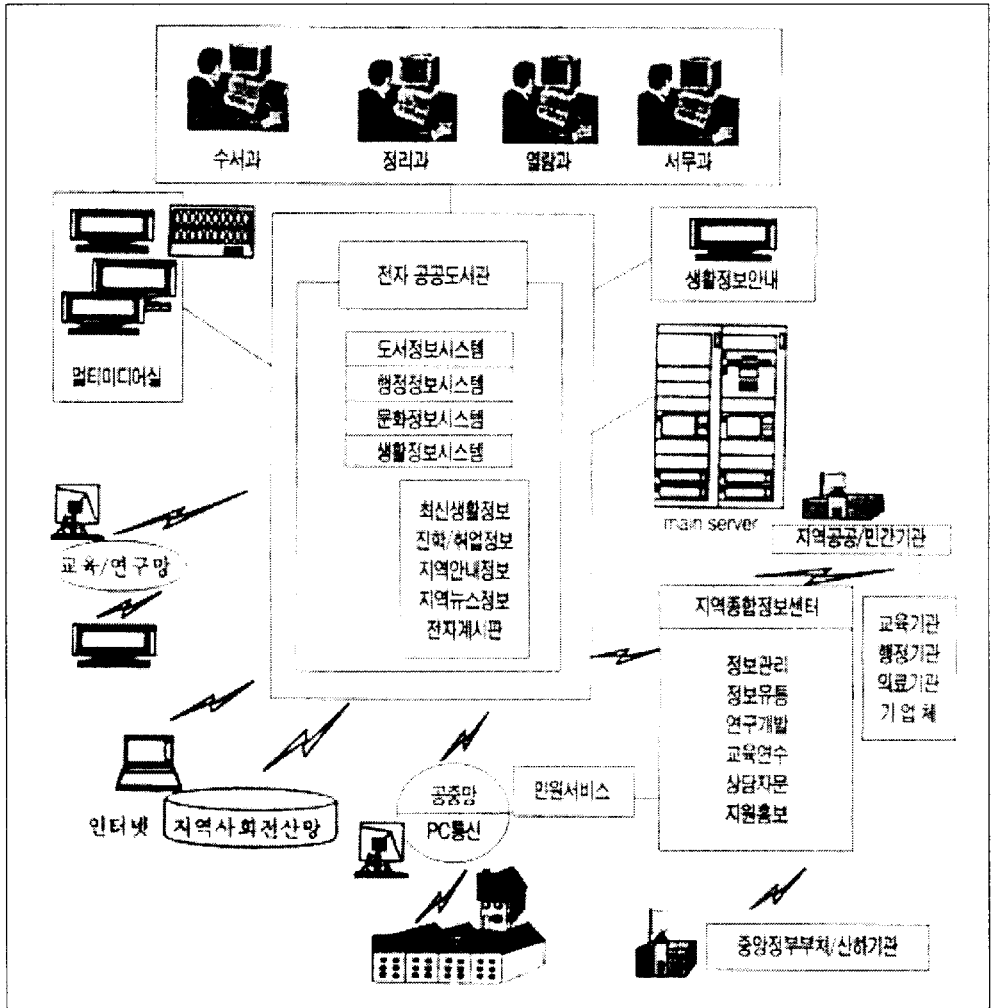 수서과
정리과
열람과
서무과
멀티미디어실
전자 공공도서관
생활정보안내
도서정보시스템
행정정보시스템
문화정보시스템
생활정보시스템
최신생활정보
진학/취업정보
지역안내정보
지역뉴스정보
전자게시판
main server
지역공공/민간기관
교육/연구망
지역종합정보센터
정보관리
정보유통
연구개발
교육연수
상담자문
지원홍보
교육기관
행정기관
의료기관
기업체
인터넷
지역사회전산망
공중망
PC통신
민원서비스
중앙정부부처/산하기관